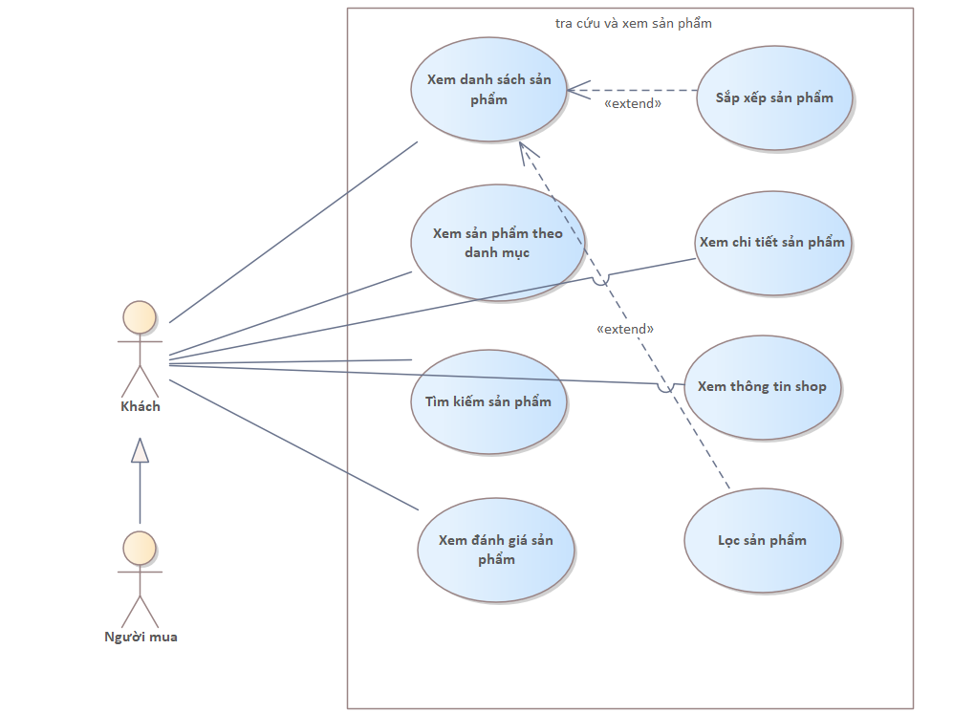 tra cứu và xem sản phẩm
Xem danh sách sản
phẩm
Sắp xếp sản phẩm
«extend»
Xem sản phẩm theo
danh mục
Xem chi tiết sản phẩm
«extend»
Khách
Tìm kiếm sản phẩm
Xem thông tin shop
Xem đánh giá sản
phẩm
Lọc sản phẩm
Người mua